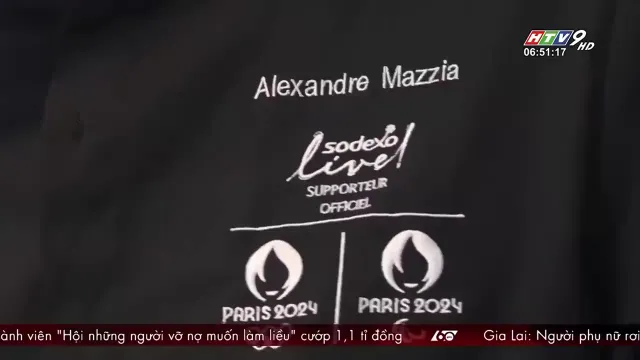 HTV9 HD
06:51:17
Alexandre Mazzia
sodexo
live!
SUPPORTEUR
OFFICIEL
PARIS 2024 PARIS 2024
ành viên "Hội những người vỡ nợ muốn làm liều" cướp 1,1 tỉ đồng 60 Gia Lai: Người phụ nữ rơi